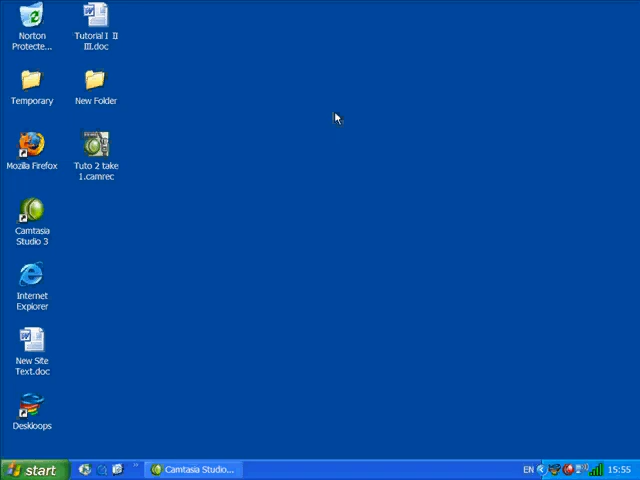 Norton
Protecte...
Tutorial I II
III.doc
Temporary
New Folder
Mozilla Firefox
Tuto 2 take
1.camrec
Camtasia
Studio 3
Internet
Explorer
New Site
Text.doc
Deskloops
start
Camtasia Studio...
EN
15:55